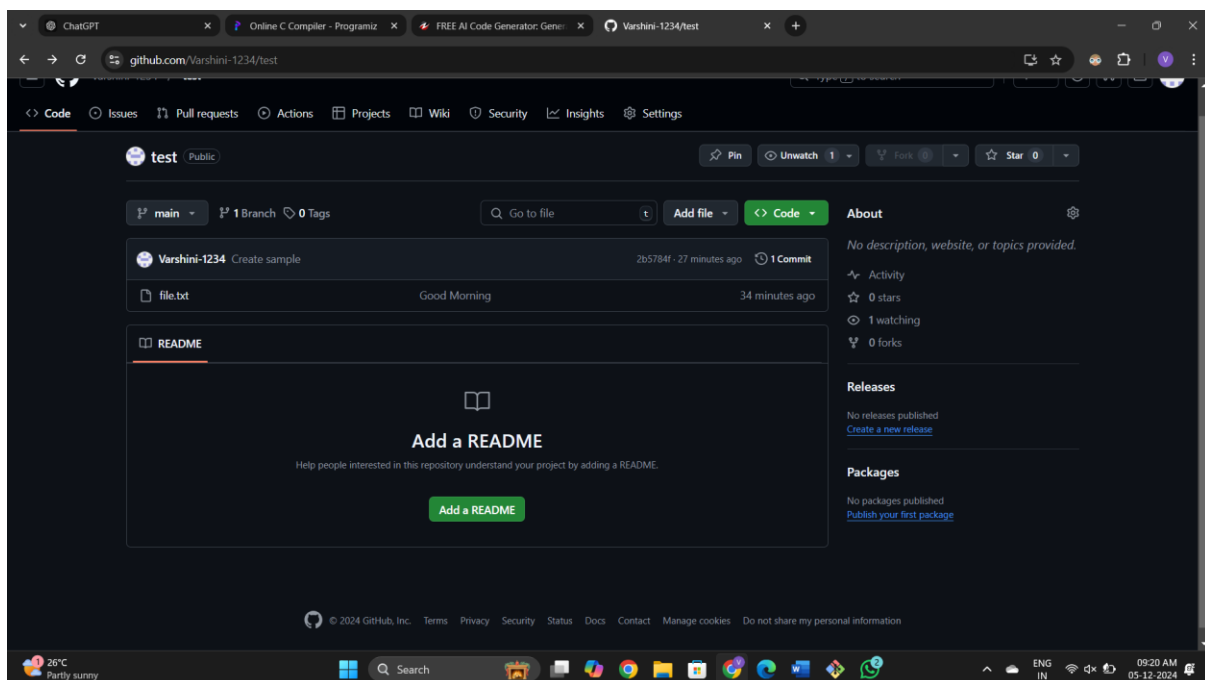 ChatGPT
Online C Compiler - Programiz
FREE AI Code Generator: Gener
Varshini-1234/test
github.com/Varshini-1234/test
Code Issues Pull requests Actions Projects Wiki Security Insights Settings
test Public
Pin Unwatch 1 Fork 0 Star 0
main 1 Branch 0 Tags
Go to file t Add file Code
Varshini-1234 Create sample 2b5784f · 27 minutes ago 1 Commit
file.txt Good Morning 34 minutes ago
README
Add a README
Help people interested in this repository understand your project by adding a README.
Add a README
About
No description, website, or topics provided.
Activity
0 stars
1 watching
0 forks
Releases
No releases published
Create a new release
Packages
No packages published
Publish your first package
© 2024 GitHub, Inc. Terms Privacy Security Status Docs Contact Manage cookies Do not share my personal information
1
26°C
Partly sunny
Search
2
ENG
IN
09:20 AM
05-12-2024